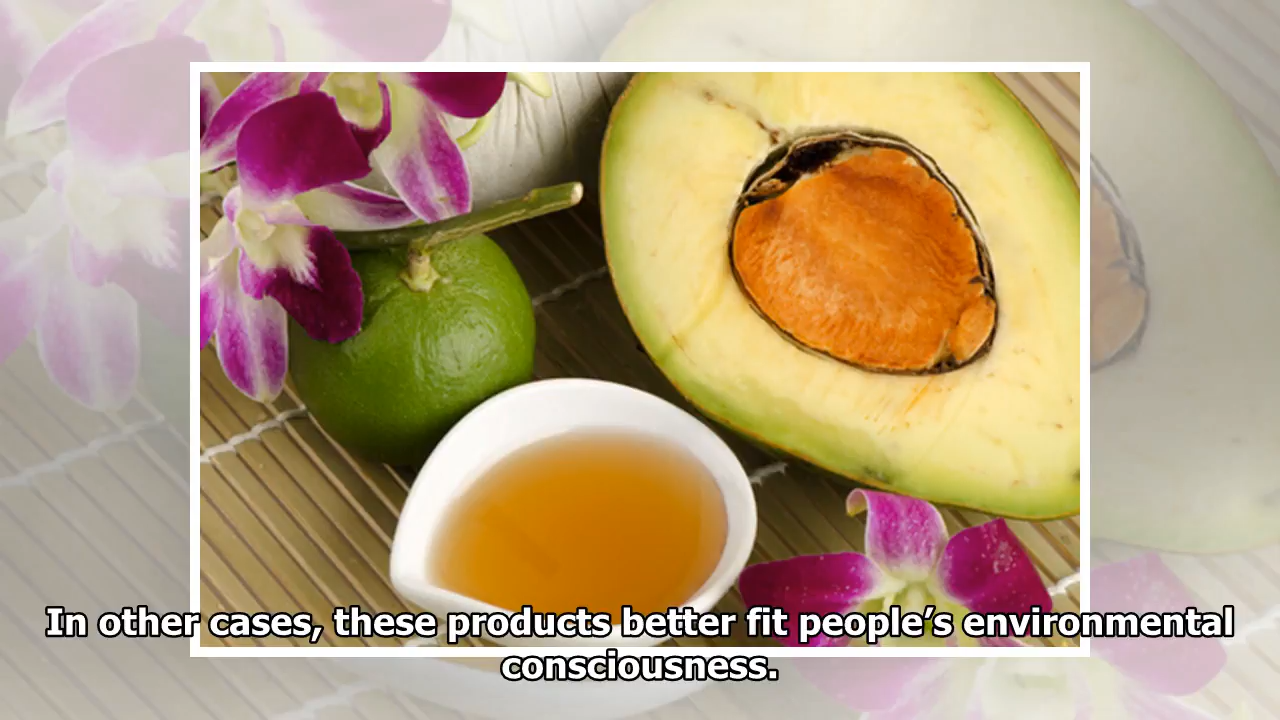 In other cases, these products better fit people’s environmental
consciousness.